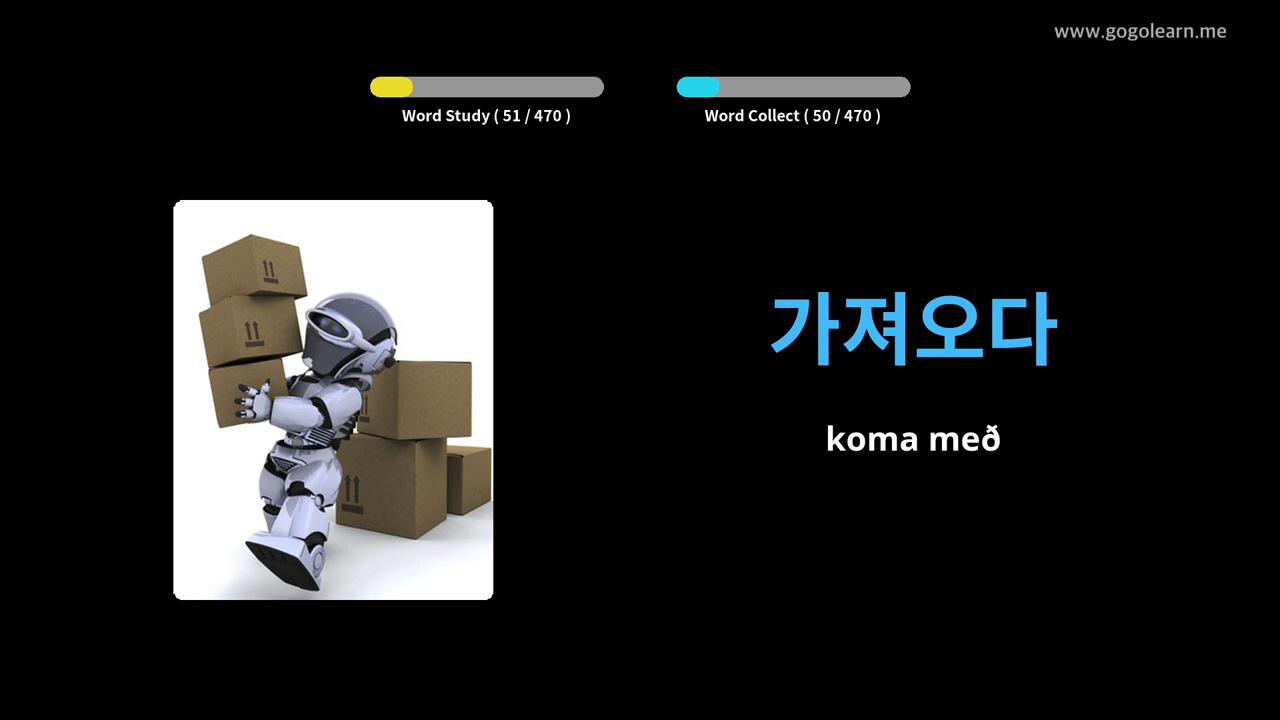 www.gogolearn.me
Word Study ( 51 / 470 )
Word Collect ( 50 / 470 )
가져오다
koma með